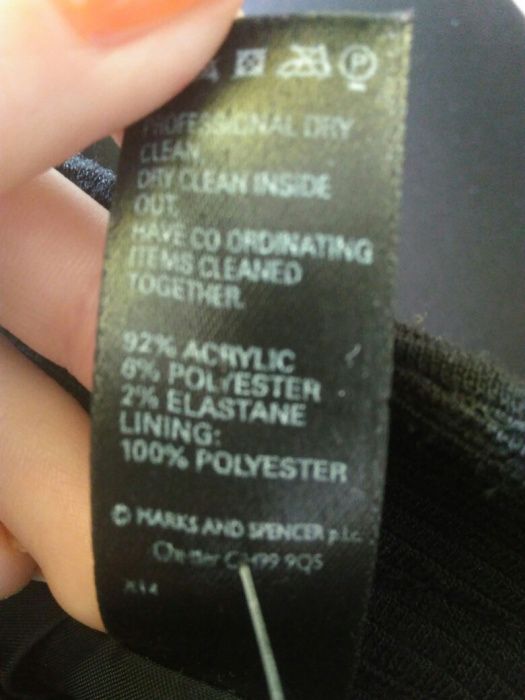 P
PROFESSIONAL DRY
CLEAN.
DRY CLEAN INSIDE
OUT.
HAVE CO ORDINATING
ITEMS CLEANED
TOGETHER.
92% ACRYLIC
6% POLYESTER
2% ELASTANE
LINING:
100% POLYESTER
© MARKS AND SPENCER p.l.c.
Chester CH99 9QS